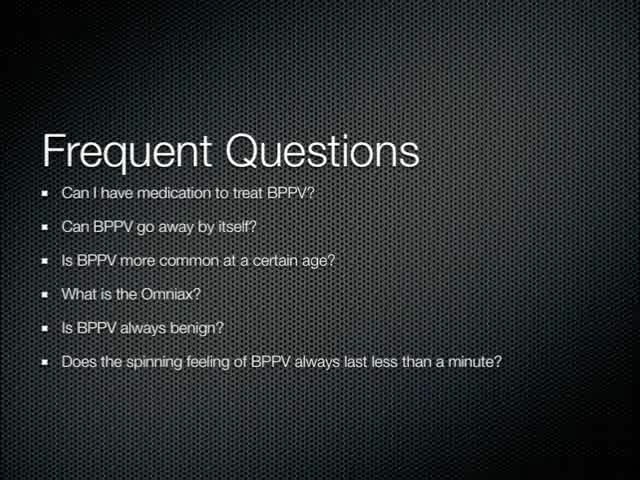 Frequent Questions
Can I have medication to treat BPPV?
Can BPPV go away by itself?
Is BPPV more common at a certain age?
What is the Omniax?
Is BPPV always benign?
Does the spinning feeling of BPPV always last less than a minute?